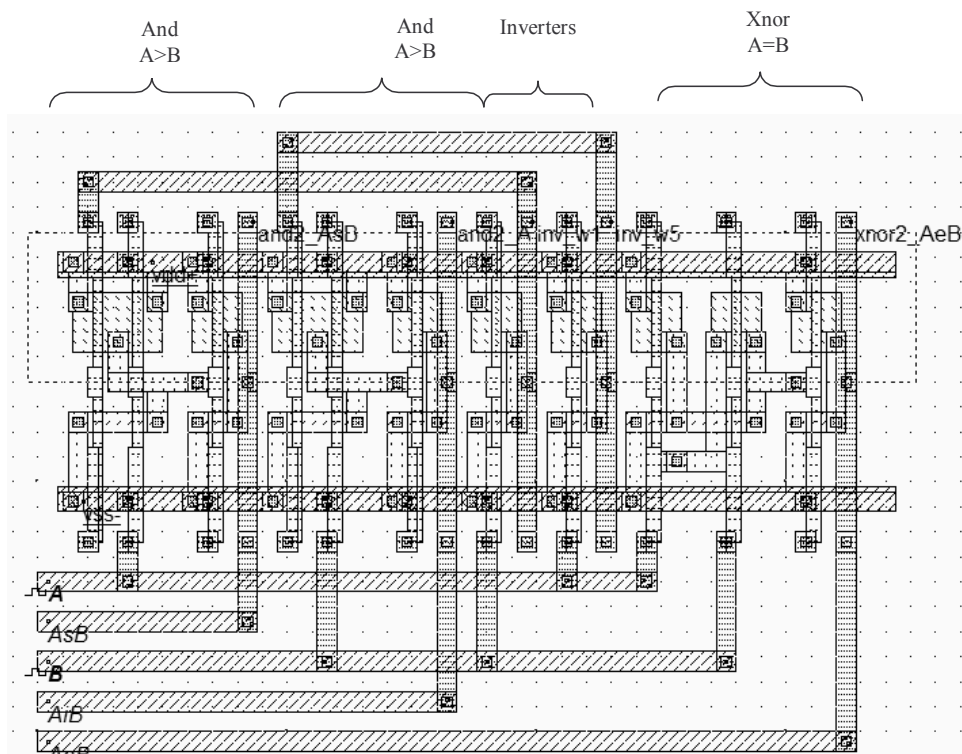 And
A>B
And
A>B
Inverters
Xnor
A=B
and2_AsB
and2_A
inv_w1
inv_w5
xnor2_AeB
vdd+
vss-
A
AsB
B
AiB